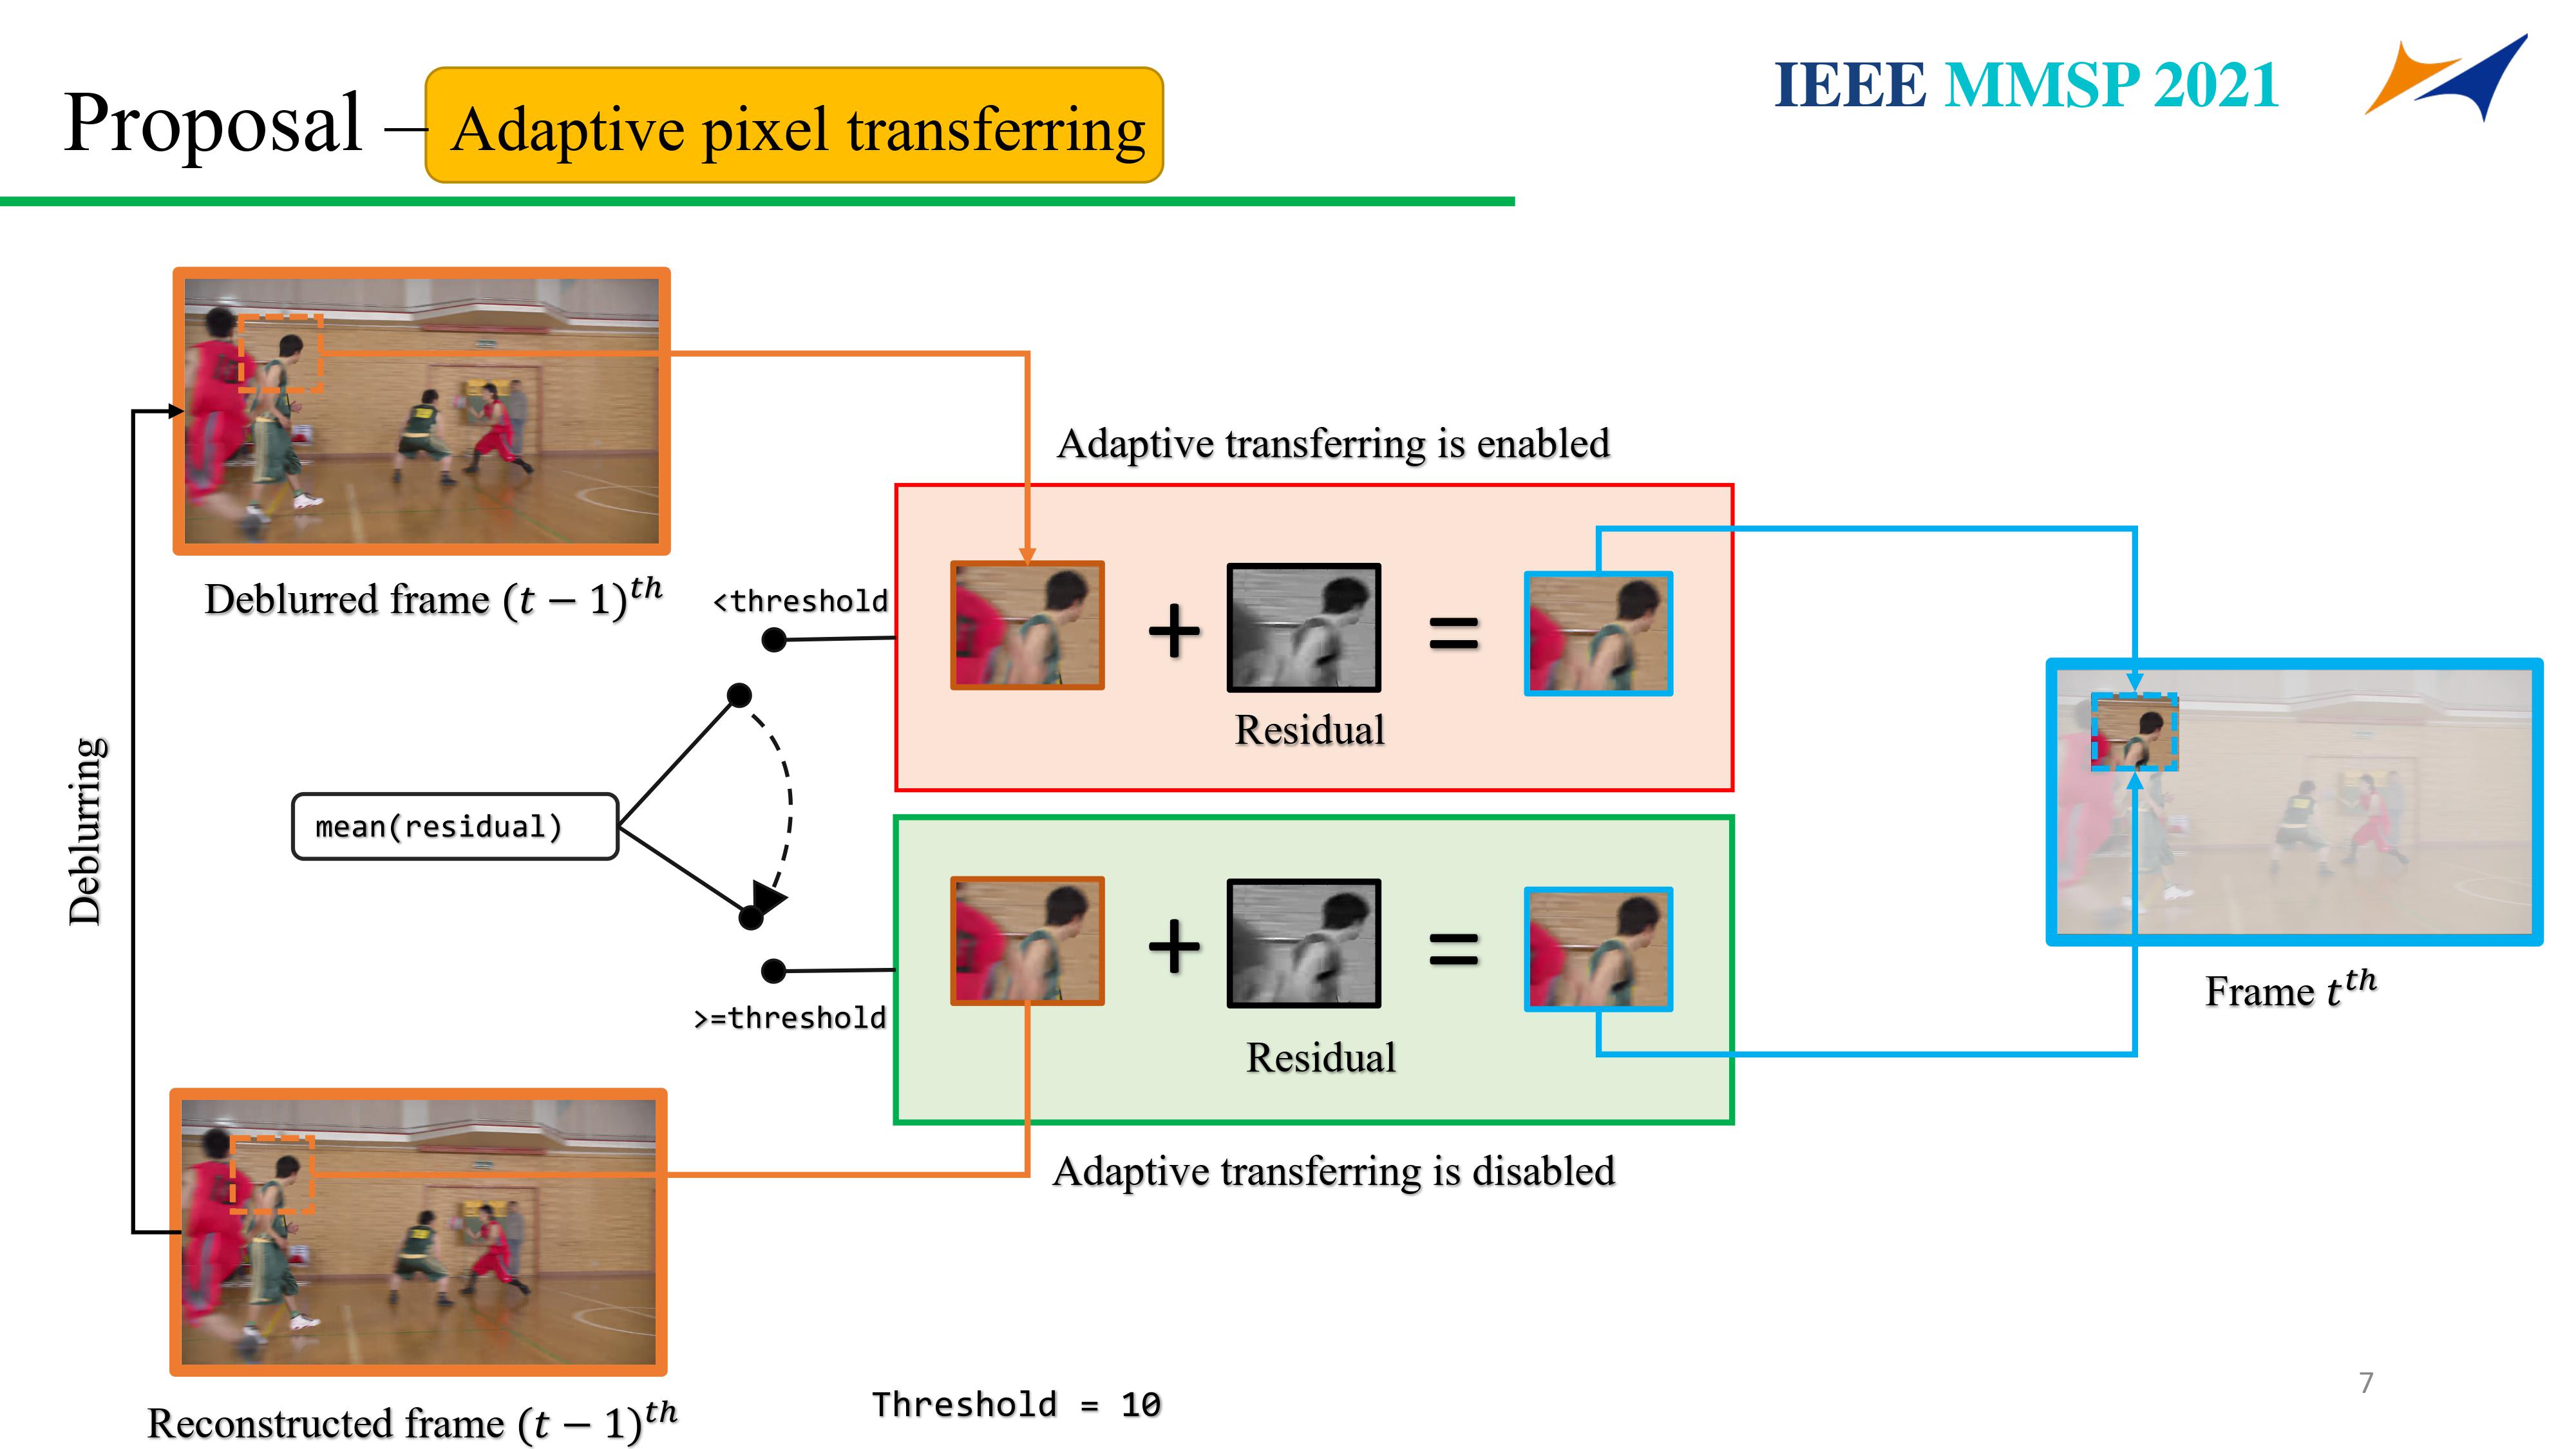 Proposal – Adaptive pixel transferring
IEEE MMSP 2021
Deblurred frame (t − 1)^{th}
Adaptive transferring is enabled
<threshold
Residual
Deblurring
mean(residual)
>=threshold
Residual
Frame t^{th}
Adaptive transferring is disabled
Reconstructed frame (t − 1)^{th}
Threshold = 10
7